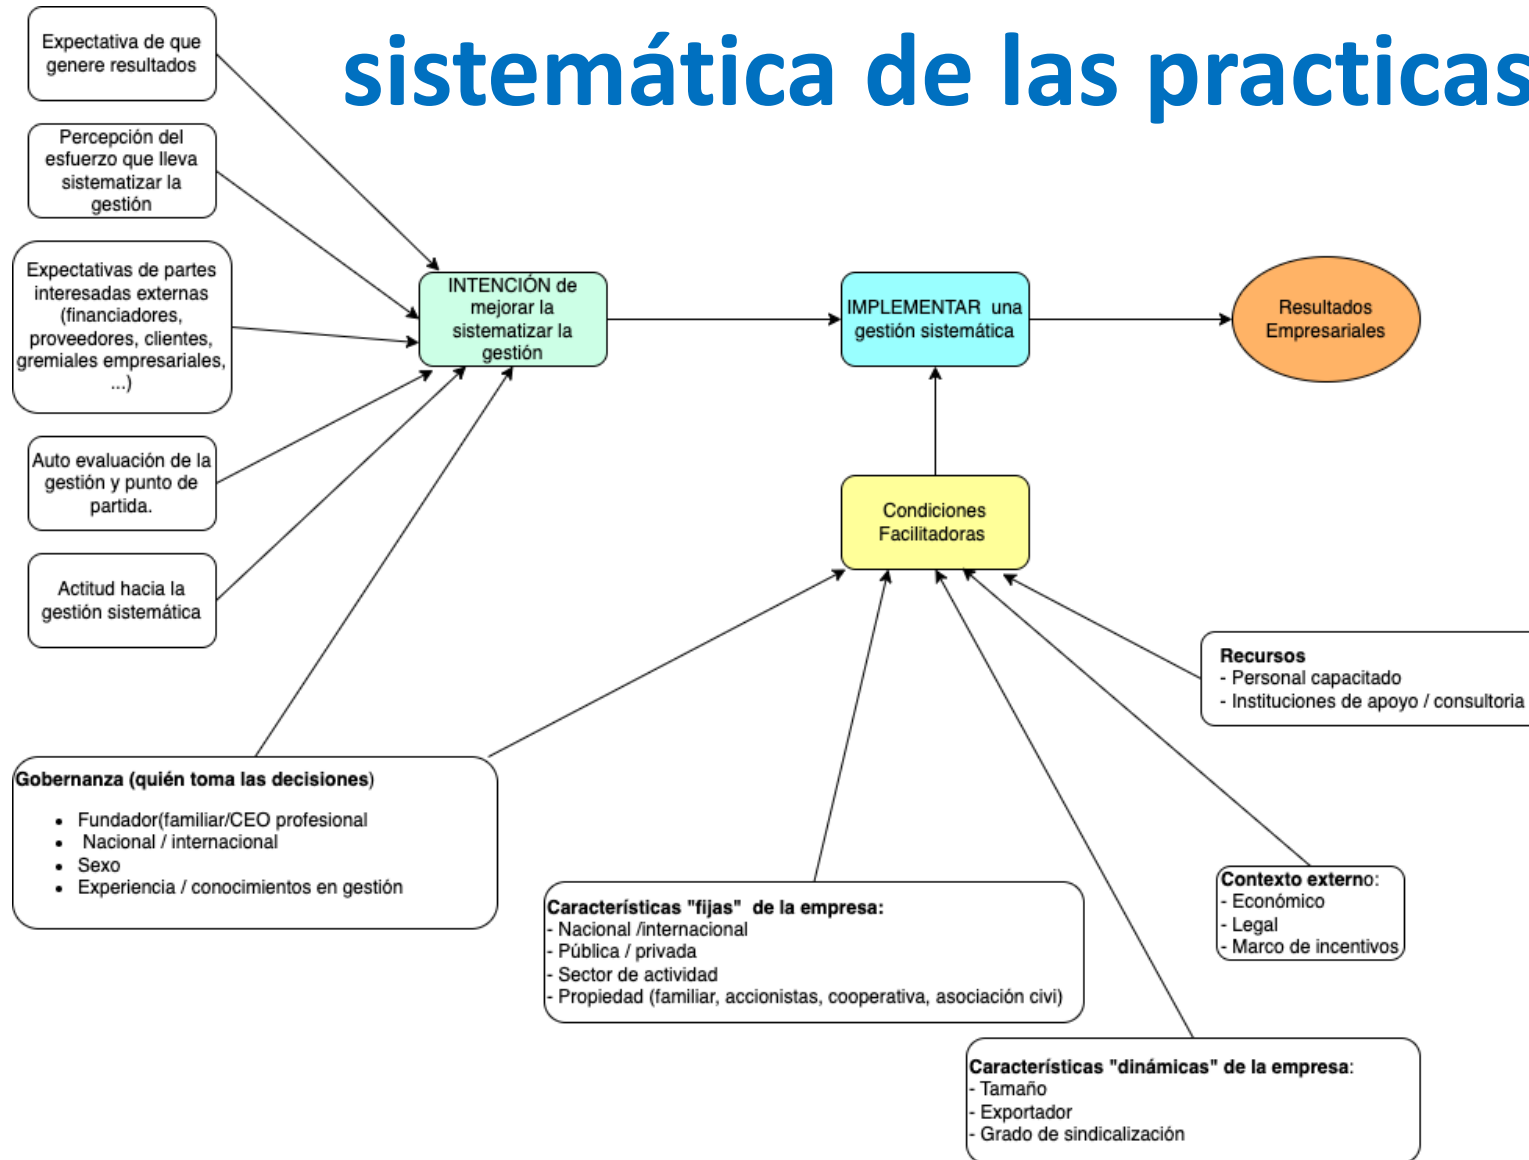 sistemática de las practicas
Expectativa de que
genere resultados
Percepción del
esfuerzo que lleva
sistematizar la
gestión
Expectativas de partes
interesadas externas
(financiadores,
proveedores, clientes,
gremiales empresariales,
...)
Auto evaluación de la
gestión y punto de
partida.
Actitud hacia la
gestión sistemática
INTENCIÓN de
mejorar la
sistematizar la
gestión
IMPLEMENTAR una
gestión sistemática
Resultados
Empresariales
Condiciones
Facilitadoras
Recursos
- Personal capacitado
- Instituciones de apoyo / consultoria
Gobernanza (quién toma las decisiones)
• Fundador(familiar/CEO profesional
• Nacional / internacional
• Sexo
• Experiencia / conocimientos en gestión
Características "fijas" de la empresa:
- Nacional /internacional
- Pública / privada
- Sector de actividad
- Propiedad (familiar, accionistas, cooperativa, asociación civi)
Contexto externo:
- Económico
- Legal
- Marco de incentivos
Características "dinámicas" de la empresa:
- Tamaño
- Exportador
- Grado de sindicalización